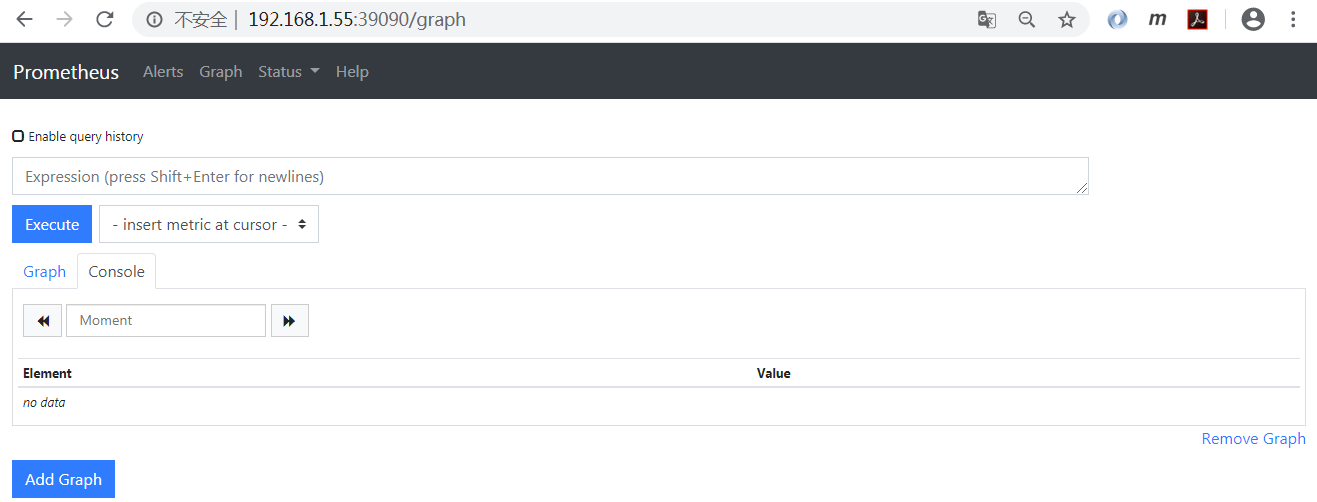 不安全 | 192.168.1.55:39090/graph
m
Prometheus Alerts Graph Status Help
Enable query history
Expression (press Shift+Enter for newlines)
Execute - insert metric at cursor -
Graph Console
Moment
Element Value
no data
Remove Graph
Add Graph